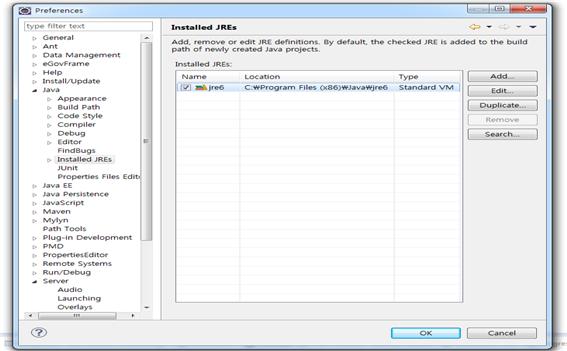 Preferences
type filter text
General
Ant
Data Management
eGovFrame
Help
Install/Update
Java
Appearance
Build Path
Code Style
Compiler
Debug
Editor
FindBugs
Installed JREs
JUnit
Properties Files Edit
Java EE
Java Persistence
JavaScript
Maven
Mylyn
Path Tools
Plug-in Development
PMD
PropertiesEditor
Remote Systems
Run/Debug
Server
Audio
Launching
Overlays
Installed JREs
Add, remove or edit JRE definitions. By default, the checked JRE is added to the build
path of newly created Java projects.
Installed JREs:
Name Location Type
jre6 C:₩Program Files (x86)₩Java₩jre6 Standard VM
Add...
Edit...
Duplicate...
Remove
Search...
OK Cancel